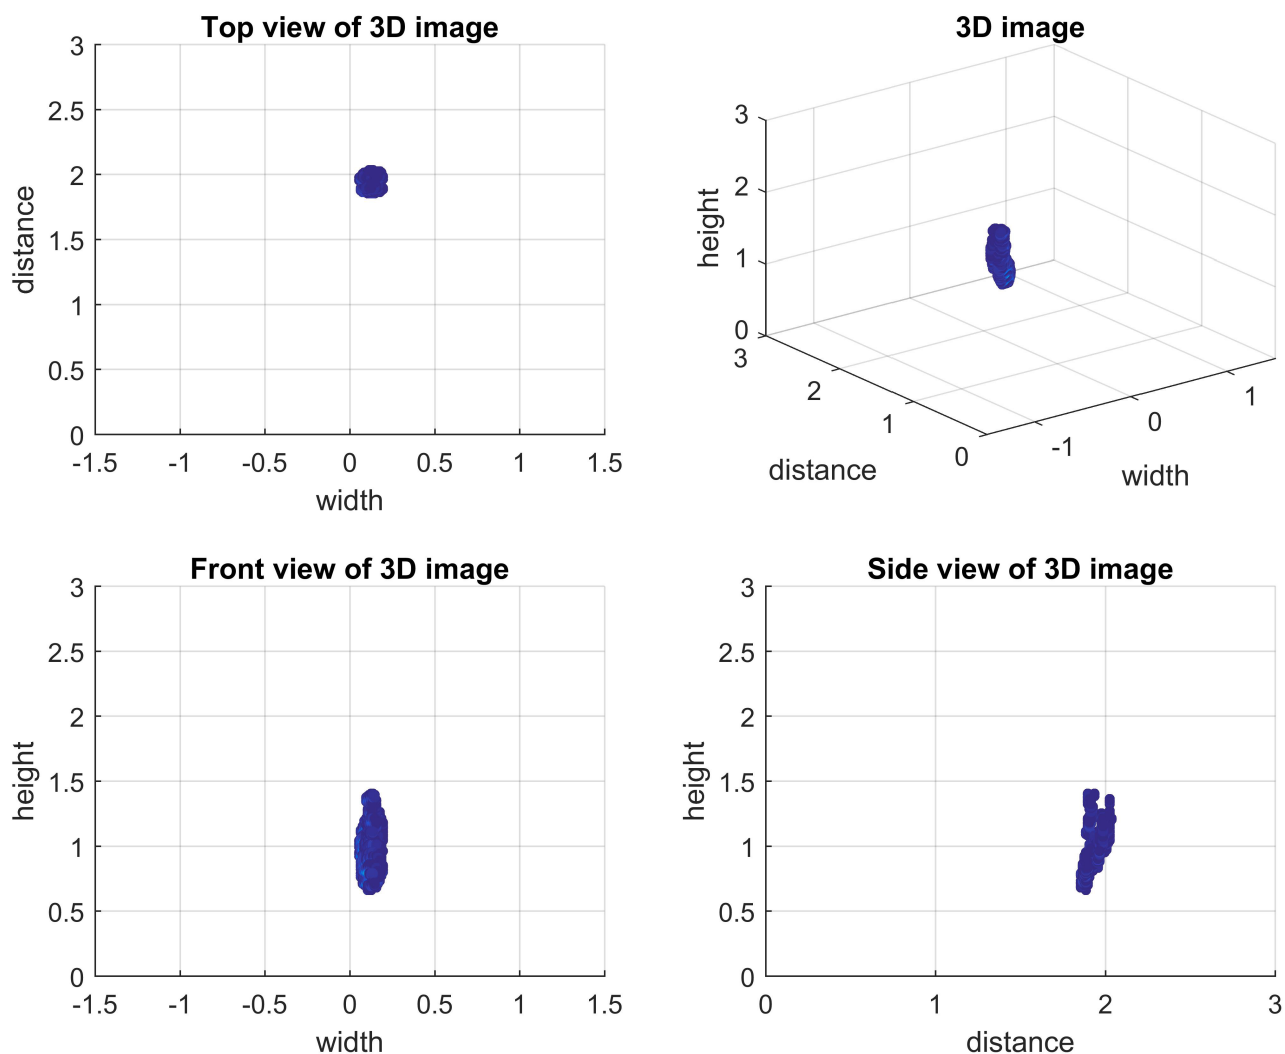 Top view of 3D image
3
2.5
2
1.5
1
0.5
0
distance
-1.5 -1 -0.5 0 0.5 1 1.5
width
3D image
3
2
1
0
height
3
2
1
0
distance
-1
0
1
width
Front view of 3D image
3
2.5
2
1.5
1
0.5
0
height
-1.5 -1 -0.5 0 0.5 1 1.5
width
Side view of 3D image
3
2.5
2
1.5
1
0.5
0
height
0 1 2 3
distance